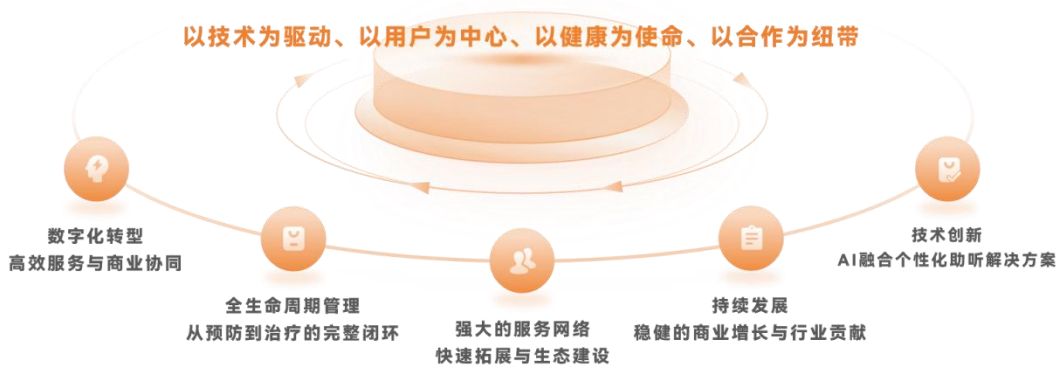 以技术为驱动、以用户为中心、以健康为使命、以合作为纽带
数字化转型
高效服务与商业协同
全生命周期管理
从预防到治疗的完整闭环
强大的服务网络
快速拓展与生态建设
持续发展
稳健的商业增长与行业贡献
技术创新
AI融合个性化助听解决方案